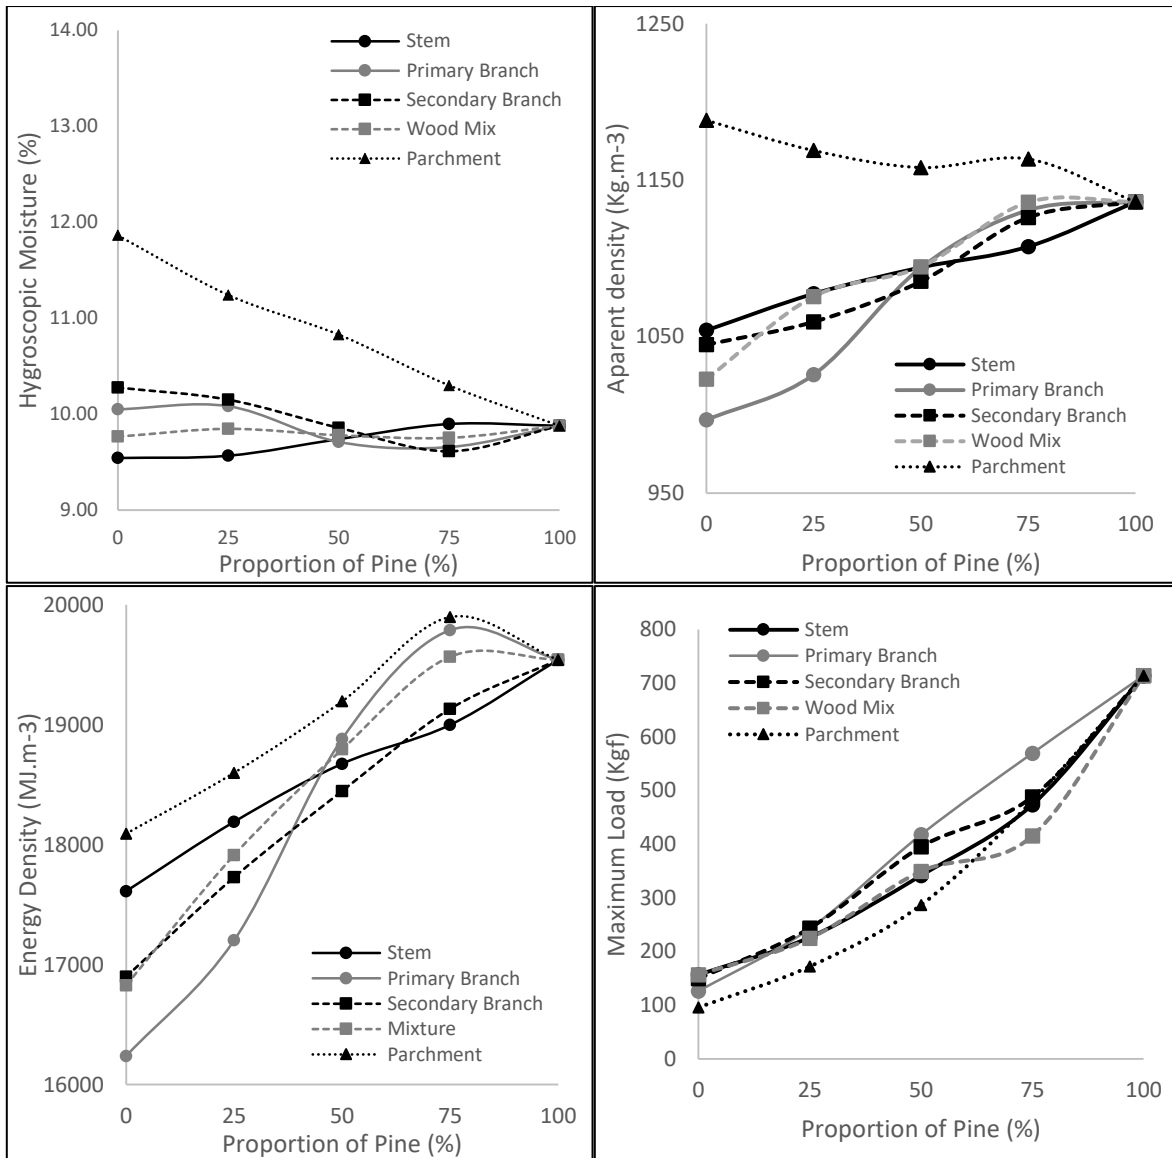 14.00
13.00
12.00
11.00
10.00
9.00
Hygroscopic Moisture (%)
Stem
Primary Branch
Secondary Branch
Wood Mix
Parchment
0 25 50 75 100
Proportion of Pine (%)
1250
1150
1050
950
Aparent density (Kg.m-3)
Stem
Primary Branch
Secondary Branch
Wood Mix
Parchment
0 25 50 75 100
Proportion of Pine (%)
20000
19000
18000
17000
16000
Energy Density (MJ.m-3)
Stem
Primary Branch
Secondary Branch
Mixture
Parchment
0 25 50 75 100
Proportion of Pine (%)
800
700
600
500
400
300
200
100
0
Maximum Load (Kgf)
Stem
Primary Branch
Secondary Branch
Wood Mix
Parchment
0 25 50 75 100
Proportion of Pine (%)